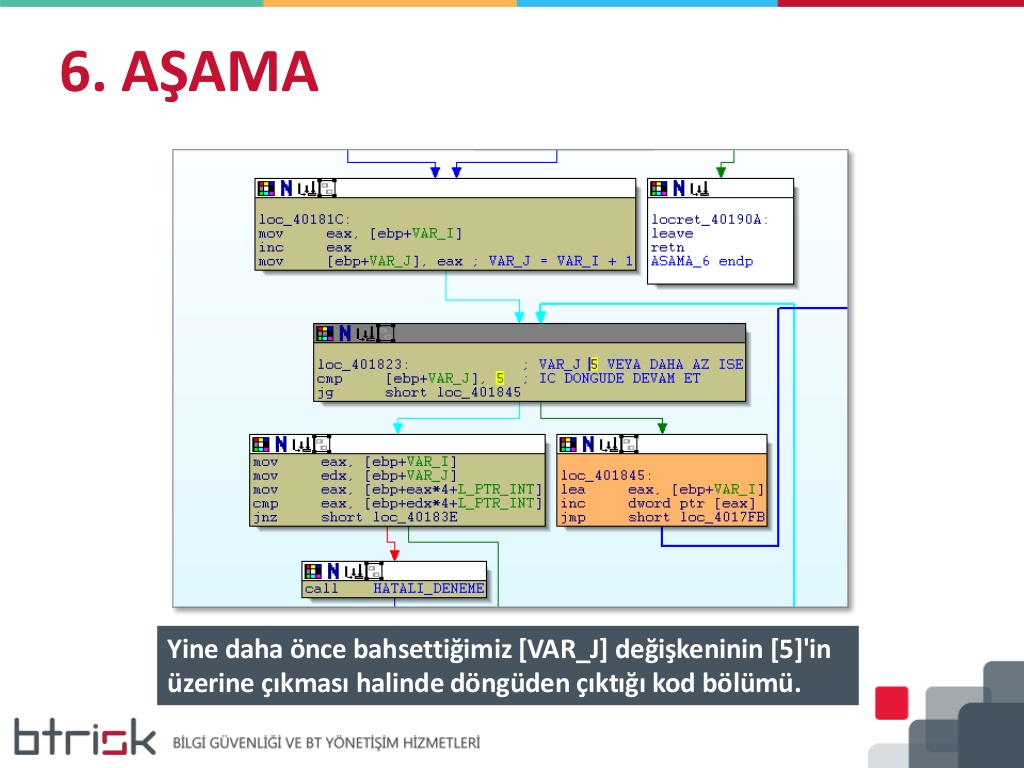 6. AŞAMA
loc_40181C:
mov eax, [ebp+VAR_I]
inc eax
mov [ebp+VAR_J], eax ; VAR_J = VAR_I + 1
locret_40190A:
leave
retn
ASAMA_6 endp
loc_401823: ; VAR_J 5 VEYA DAHA AZ ISE
cmp [ebp+VAR_J], 5 ; IC DONGUDE DEVAM ET
jg short loc_401845
mov eax, [ebp+VAR_I]
mov edx, [ebp+VAR_J]
mov eax, [ebp+eax*4+L_PTR_INT]
cmp eax, [ebp+edx*4+L_PTR_INT]
jnz short loc_40183E
loc_401845:
lea eax, [ebp+VAR_I]
inc dword ptr [eax]
jmp short loc_4017FB
call HATALI_DENEME
Yine daha önce bahsettiğimiz [VAR_J] değişkeninin [5]'in
üzerine çıkması halinde döngüden çıktığı kod bölümü.
btrisk BİLGİ GÜVENLİĞİ VE BT YÖNETİŞİM HİZMETLERİ